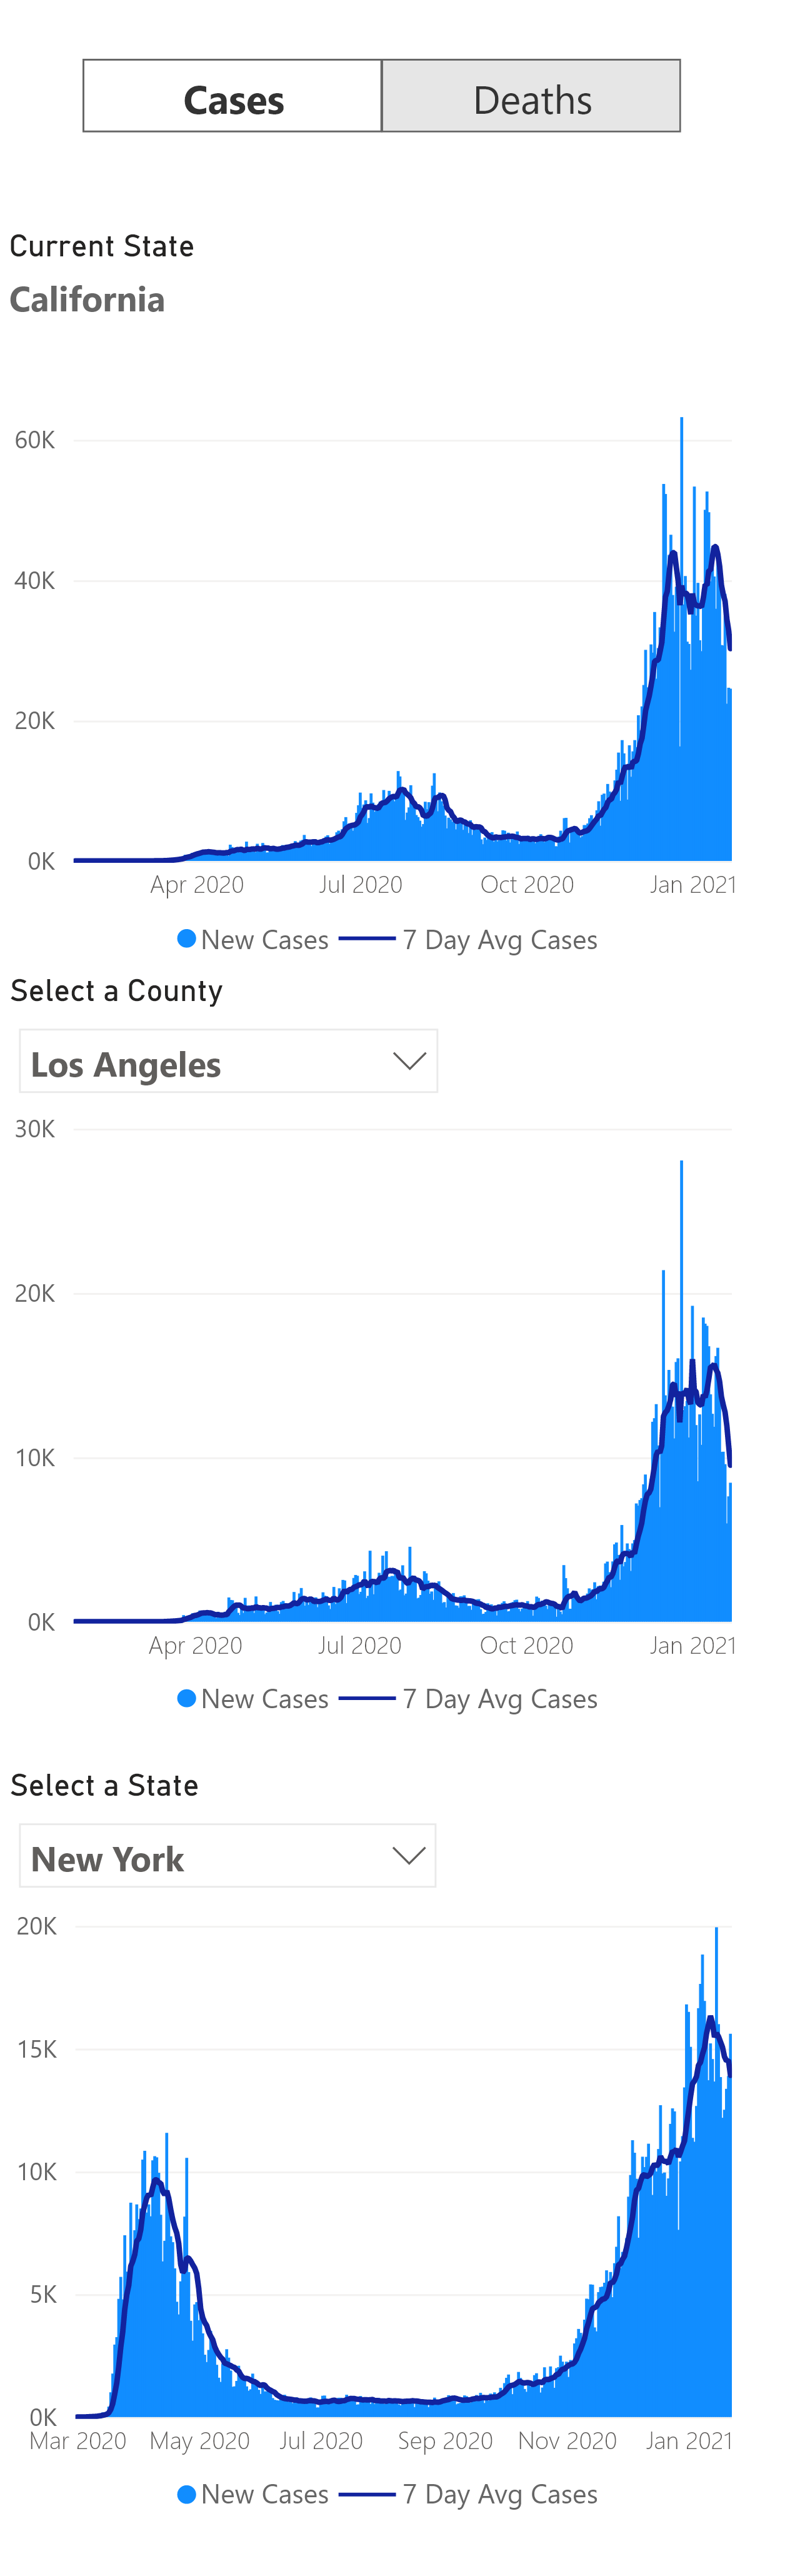 Cases Deaths
Current State
California
60K
40K
20K
0K
Apr 2020 Jul 2020 Oct 2020 Jan 2021
New Cases 7 Day Avg Cases
Select a County
Los Angeles
30K
20K
10K
0K
Apr 2020 Jul 2020 Oct 2020 Jan 2021
New Cases 7 Day Avg Cases
Select a State
New York
20K
15K
10K
5K
0K
Mar 2020 May 2020 Jul 2020 Sep 2020 Nov 2020 Jan 2021
New Cases 7 Day Avg Cases